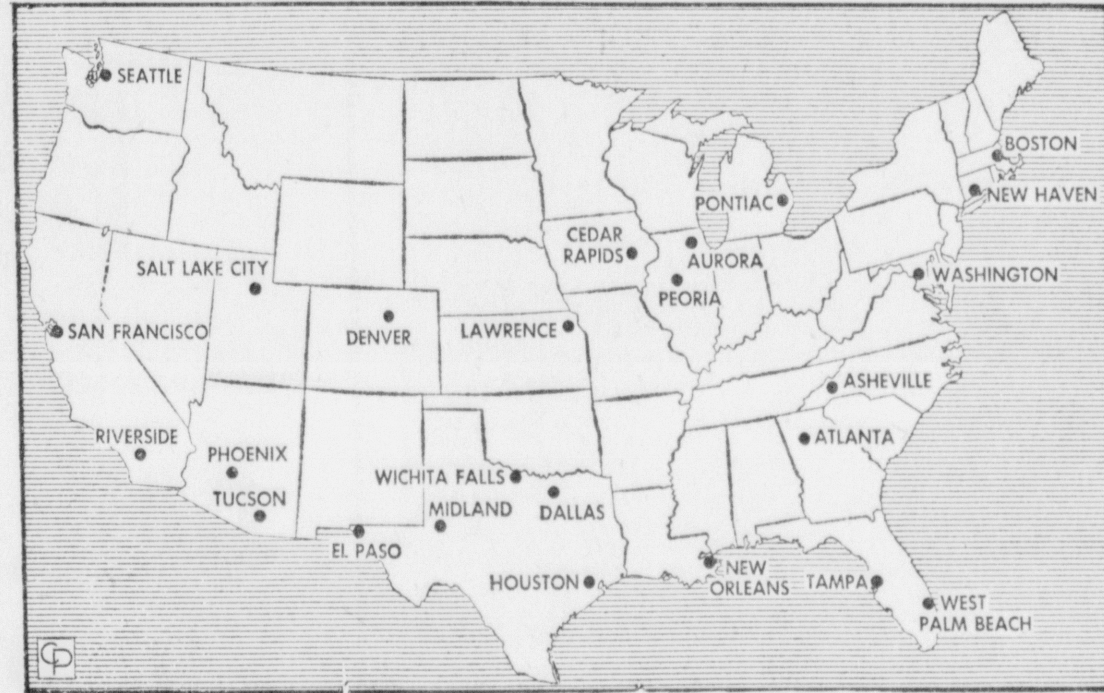 SEATTLE
BOSTON
NEW HAVEN
PONTIAC
CEDAR
RAPIDS
AURORA
SALT LAKE CITY
PEORIA
WASHINGTON
SAN FRANCISCO
DENVER
LAWRENCE
ASHEVILLE
RIVERSIDE
PHOENIX
ATLANTA
WICHITA FALLS
TUCSON
MIDLAND
DALLAS
EL PASO
HOUSTON
NEW
ORLEANS
TAMPA
WEST
PALM BEACH
CP